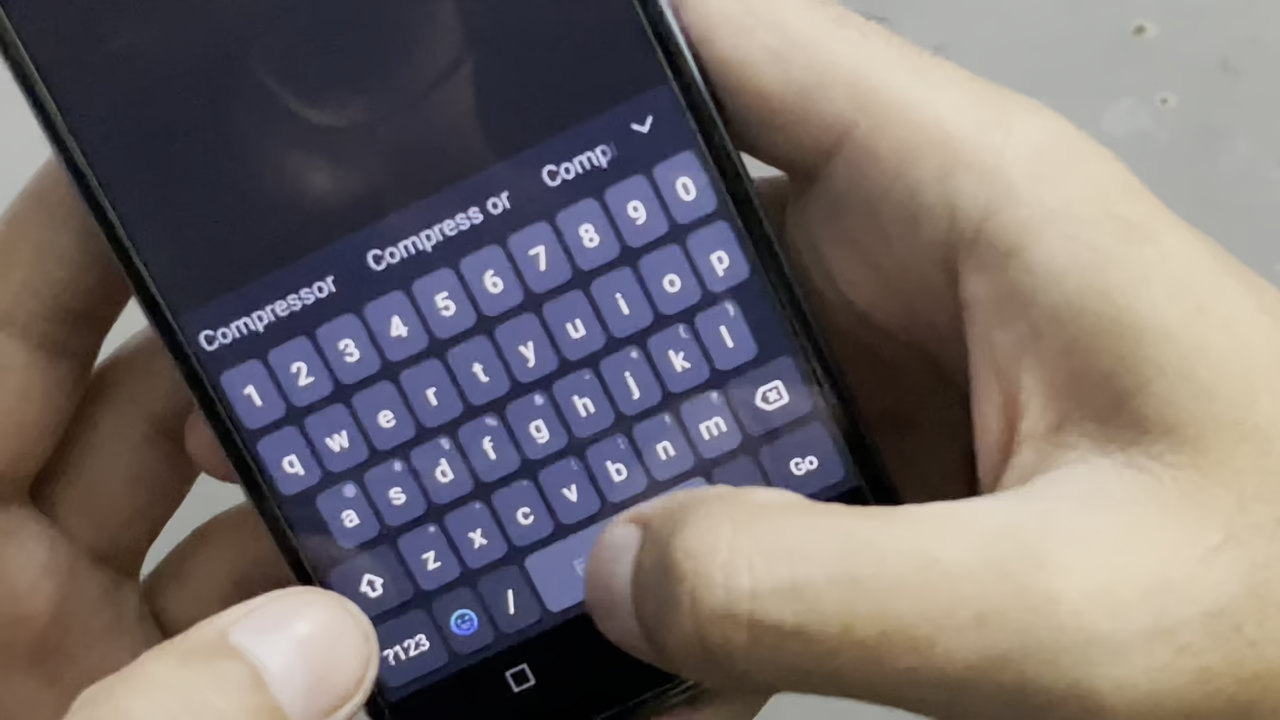 Compressor Compress or Comp
1 2 3 4 5 6 7 8 9 0
q w e r t y u i o p
a s d f g h j k l
z x c v b n m
?123 / Go